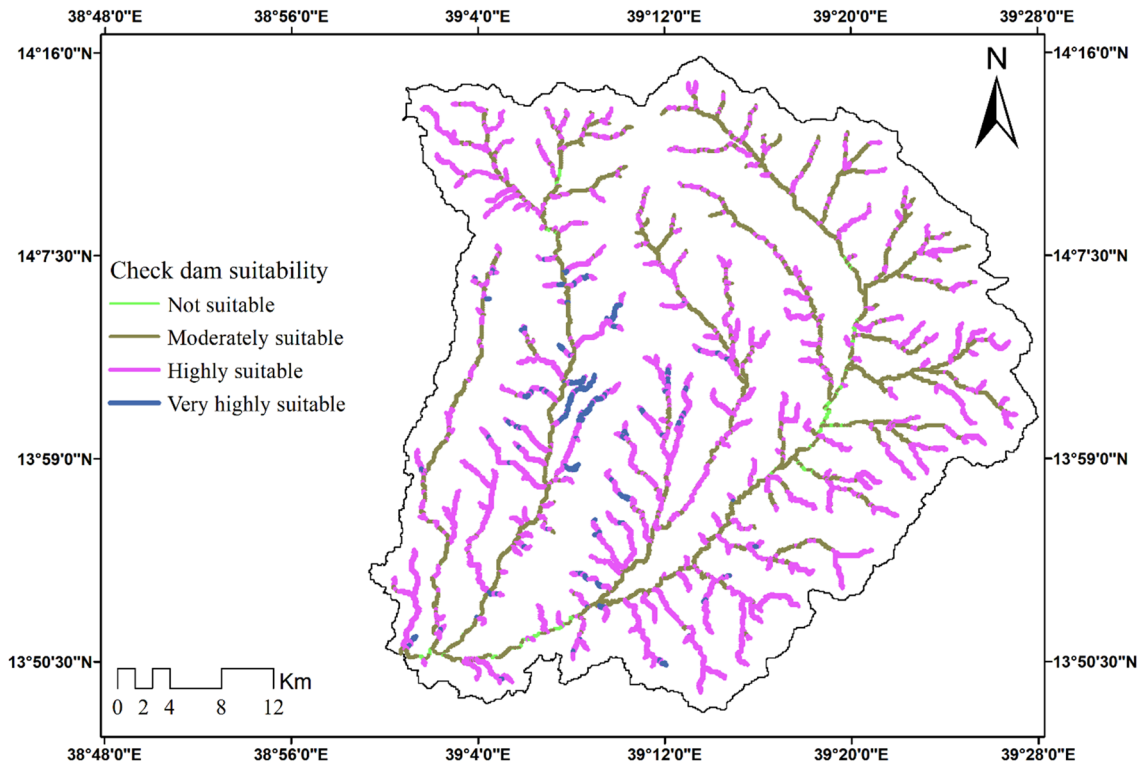 38°48'0"E 38°56'0"E 39°4'0"E 39°12'0"E 39°20'0"E 39°28'0"E
14°16'0"N 14°16'0"N
N
14°7'3.50"N 14°7'3.50"N
Check dam suitability
Not suitable
Moderately suitable
Highly suitable
Very highly suitable
13°59'0"N 13°59'0"N
13°50'30"N 13°50'30"N
Km
0 2 4 8 12
38°48'0"E 38°56'0"E 39°4'0"E 39°12'0"E 39°20'0"E 39°28'0"E